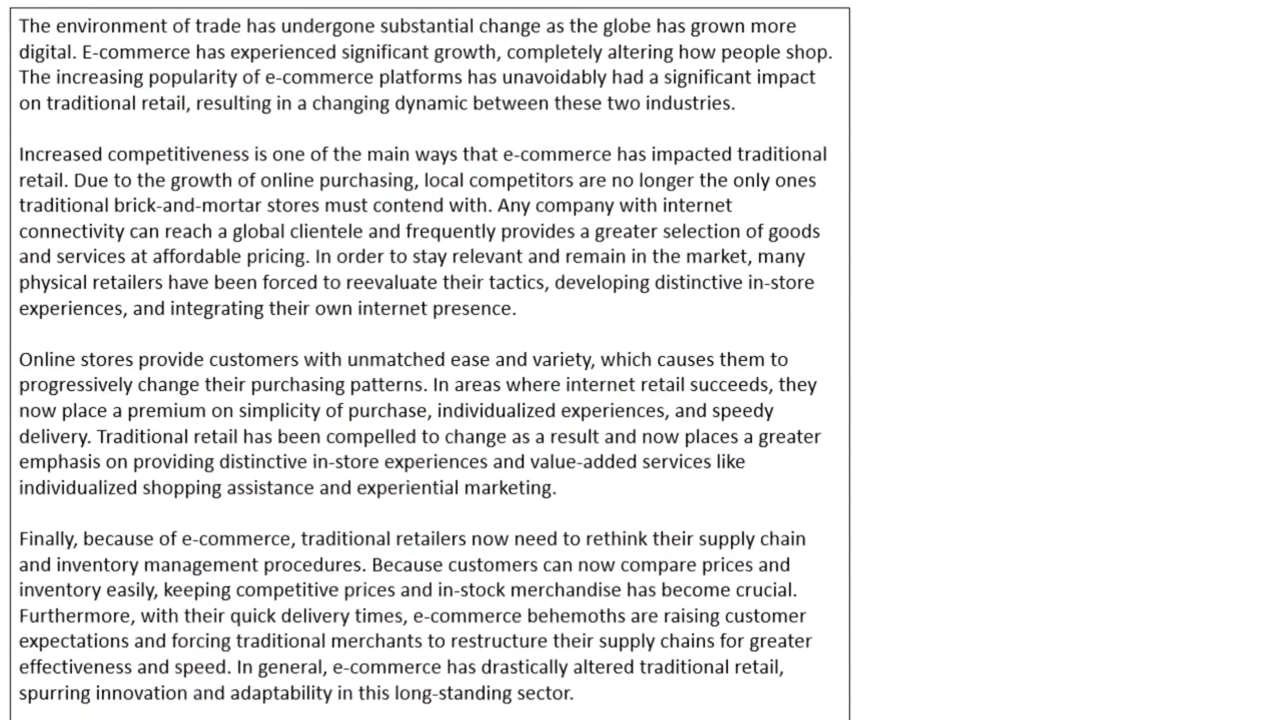 The environment of trade has undergone substantial change as the globe has grown more
digital. E-commerce has experienced significant growth, completely altering how people shop.
The increasing popularity of e-commerce platforms has unavoidably had a significant impact
on traditional retail, resulting in a changing dynamic between these two industries.
Increased competitiveness is one of the main ways that e-commerce has impacted traditional
retail. Due to the growth of online purchasing, local competitors are no longer the only ones
traditional brick-and-mortar stores must contend with. Any company with internet
connectivity can reach a global clientele and frequently provides a greater selection of goods
and services at affordable pricing. In order to stay relevant and remain in the market, many
physical retailers have been forced to reevaluate their tactics, developing distinctive in-store
experiences, and integrating their own internet presence.
Online stores provide customers with unmatched ease and variety, which causes them to
progressively change their purchasing patterns. In areas where internet retail succeeds, they
now place a premium on simplicity of purchase, individualized experiences, and speedy
delivery. Traditional retail has been compelled to change as a result and now places a greater
emphasis on providing distinctive in-store experiences and value-added services like
individualized shopping assistance and experiential marketing.
Finally, because of e-commerce, traditional retailers now need to rethink their supply chain
and inventory management procedures. Because customers can now compare prices and
inventory easily, keeping competitive prices and in-stock merchandise has become crucial.
Furthermore, with their quick delivery times, e-commerce behemoths are raising customer
expectations and forcing traditional merchants to restructure their supply chains for greater
effectiveness and speed. In general, e-commerce has drastically altered traditional retail,
spurring innovation and adaptability in this long-standing sector.